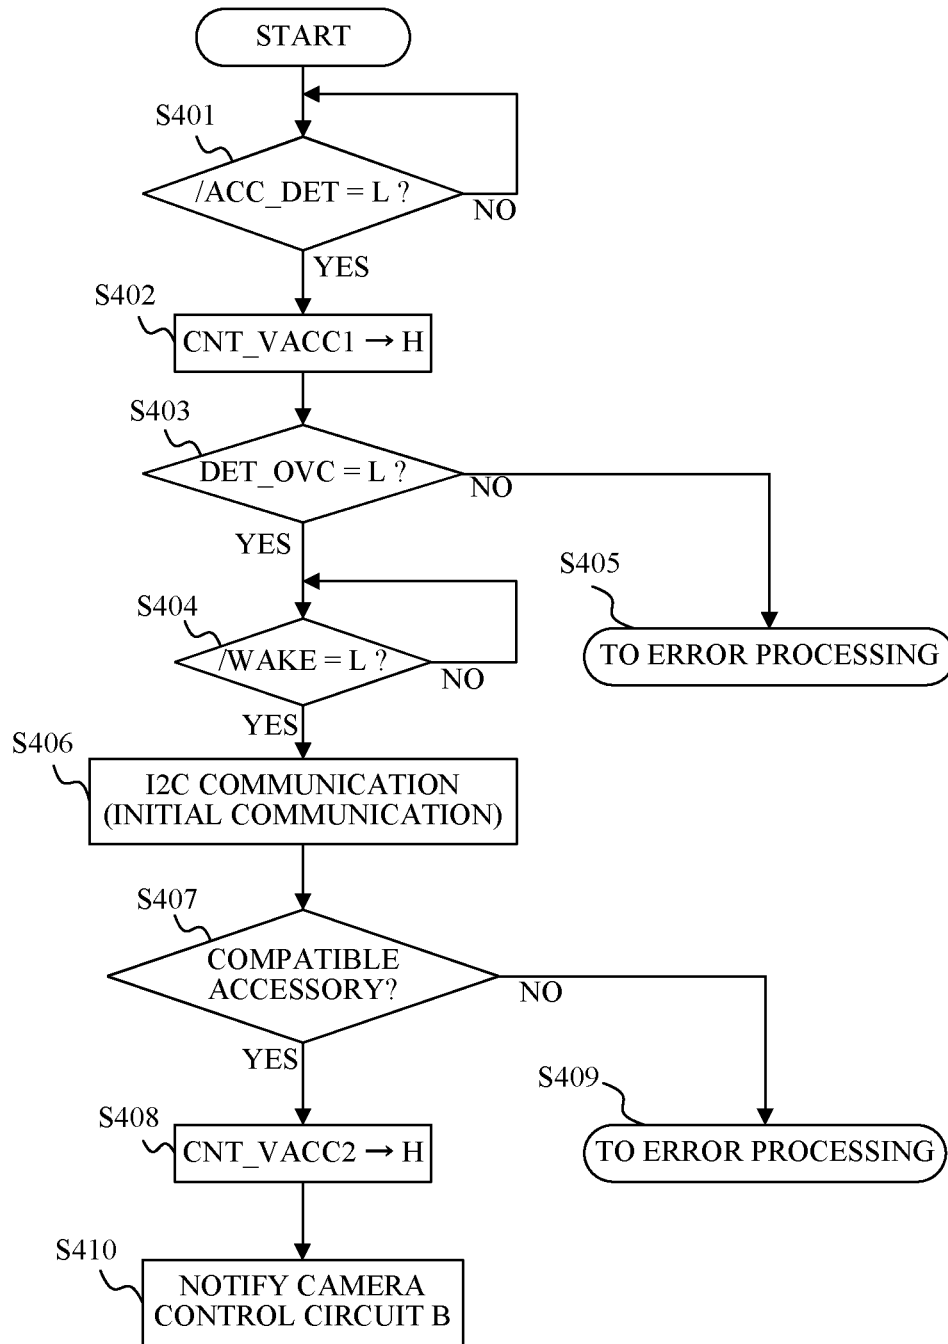 START
S401
/ACC_DET = L ?
NO
YES
S402
CNT_VACC1 → H
S403
DET_OVC = L ?
NO
YES
S405
TO ERROR PROCESSING
S404
/WAKE = L ?
NO
YES
S406
I2C COMMUNICATION
(INITIAL COMMUNICATION)
S407
COMPATIBLE
ACCESSORY?
NO
YES
S409
TO ERROR PROCESSING
S408
CNT_VACC2 → H
S410
NOTIFY CAMERA
CONTROL CIRCUIT B